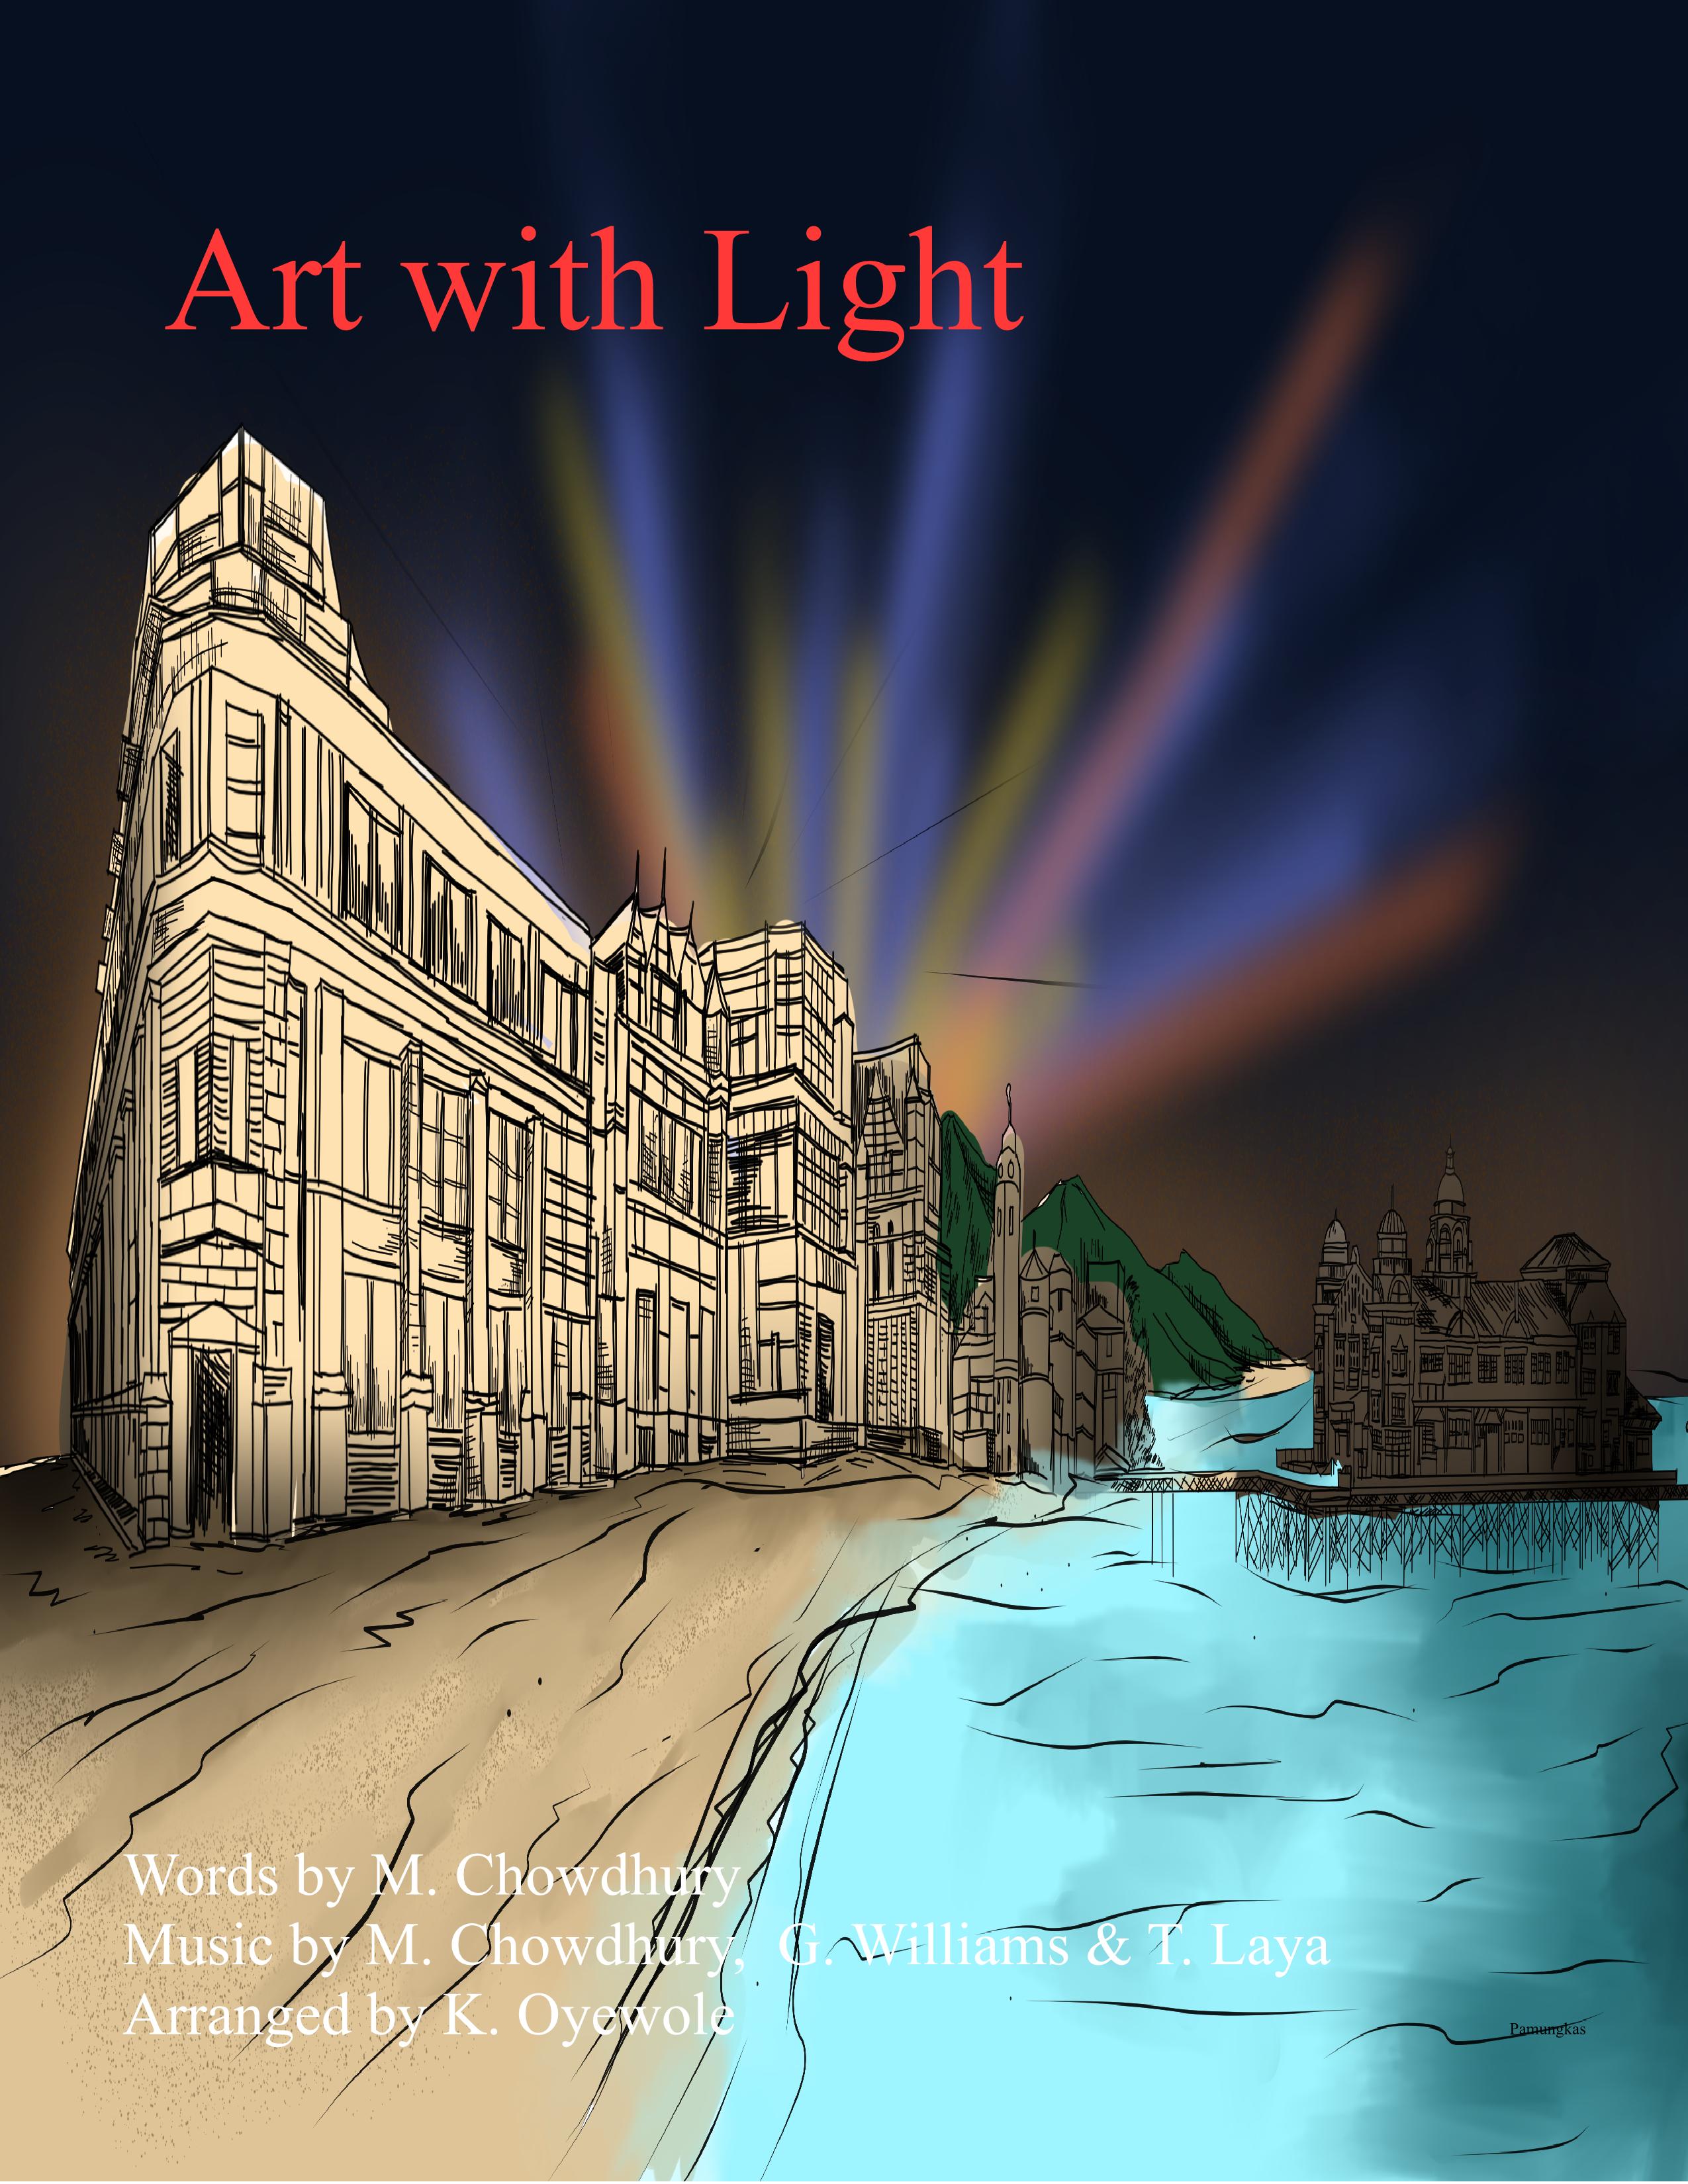 Art with Light
Words by M. Chowdhury
Music by M. Chowdhury, G. Williams & T. Laya
Arranged by K. Oyewole
Pamungkas